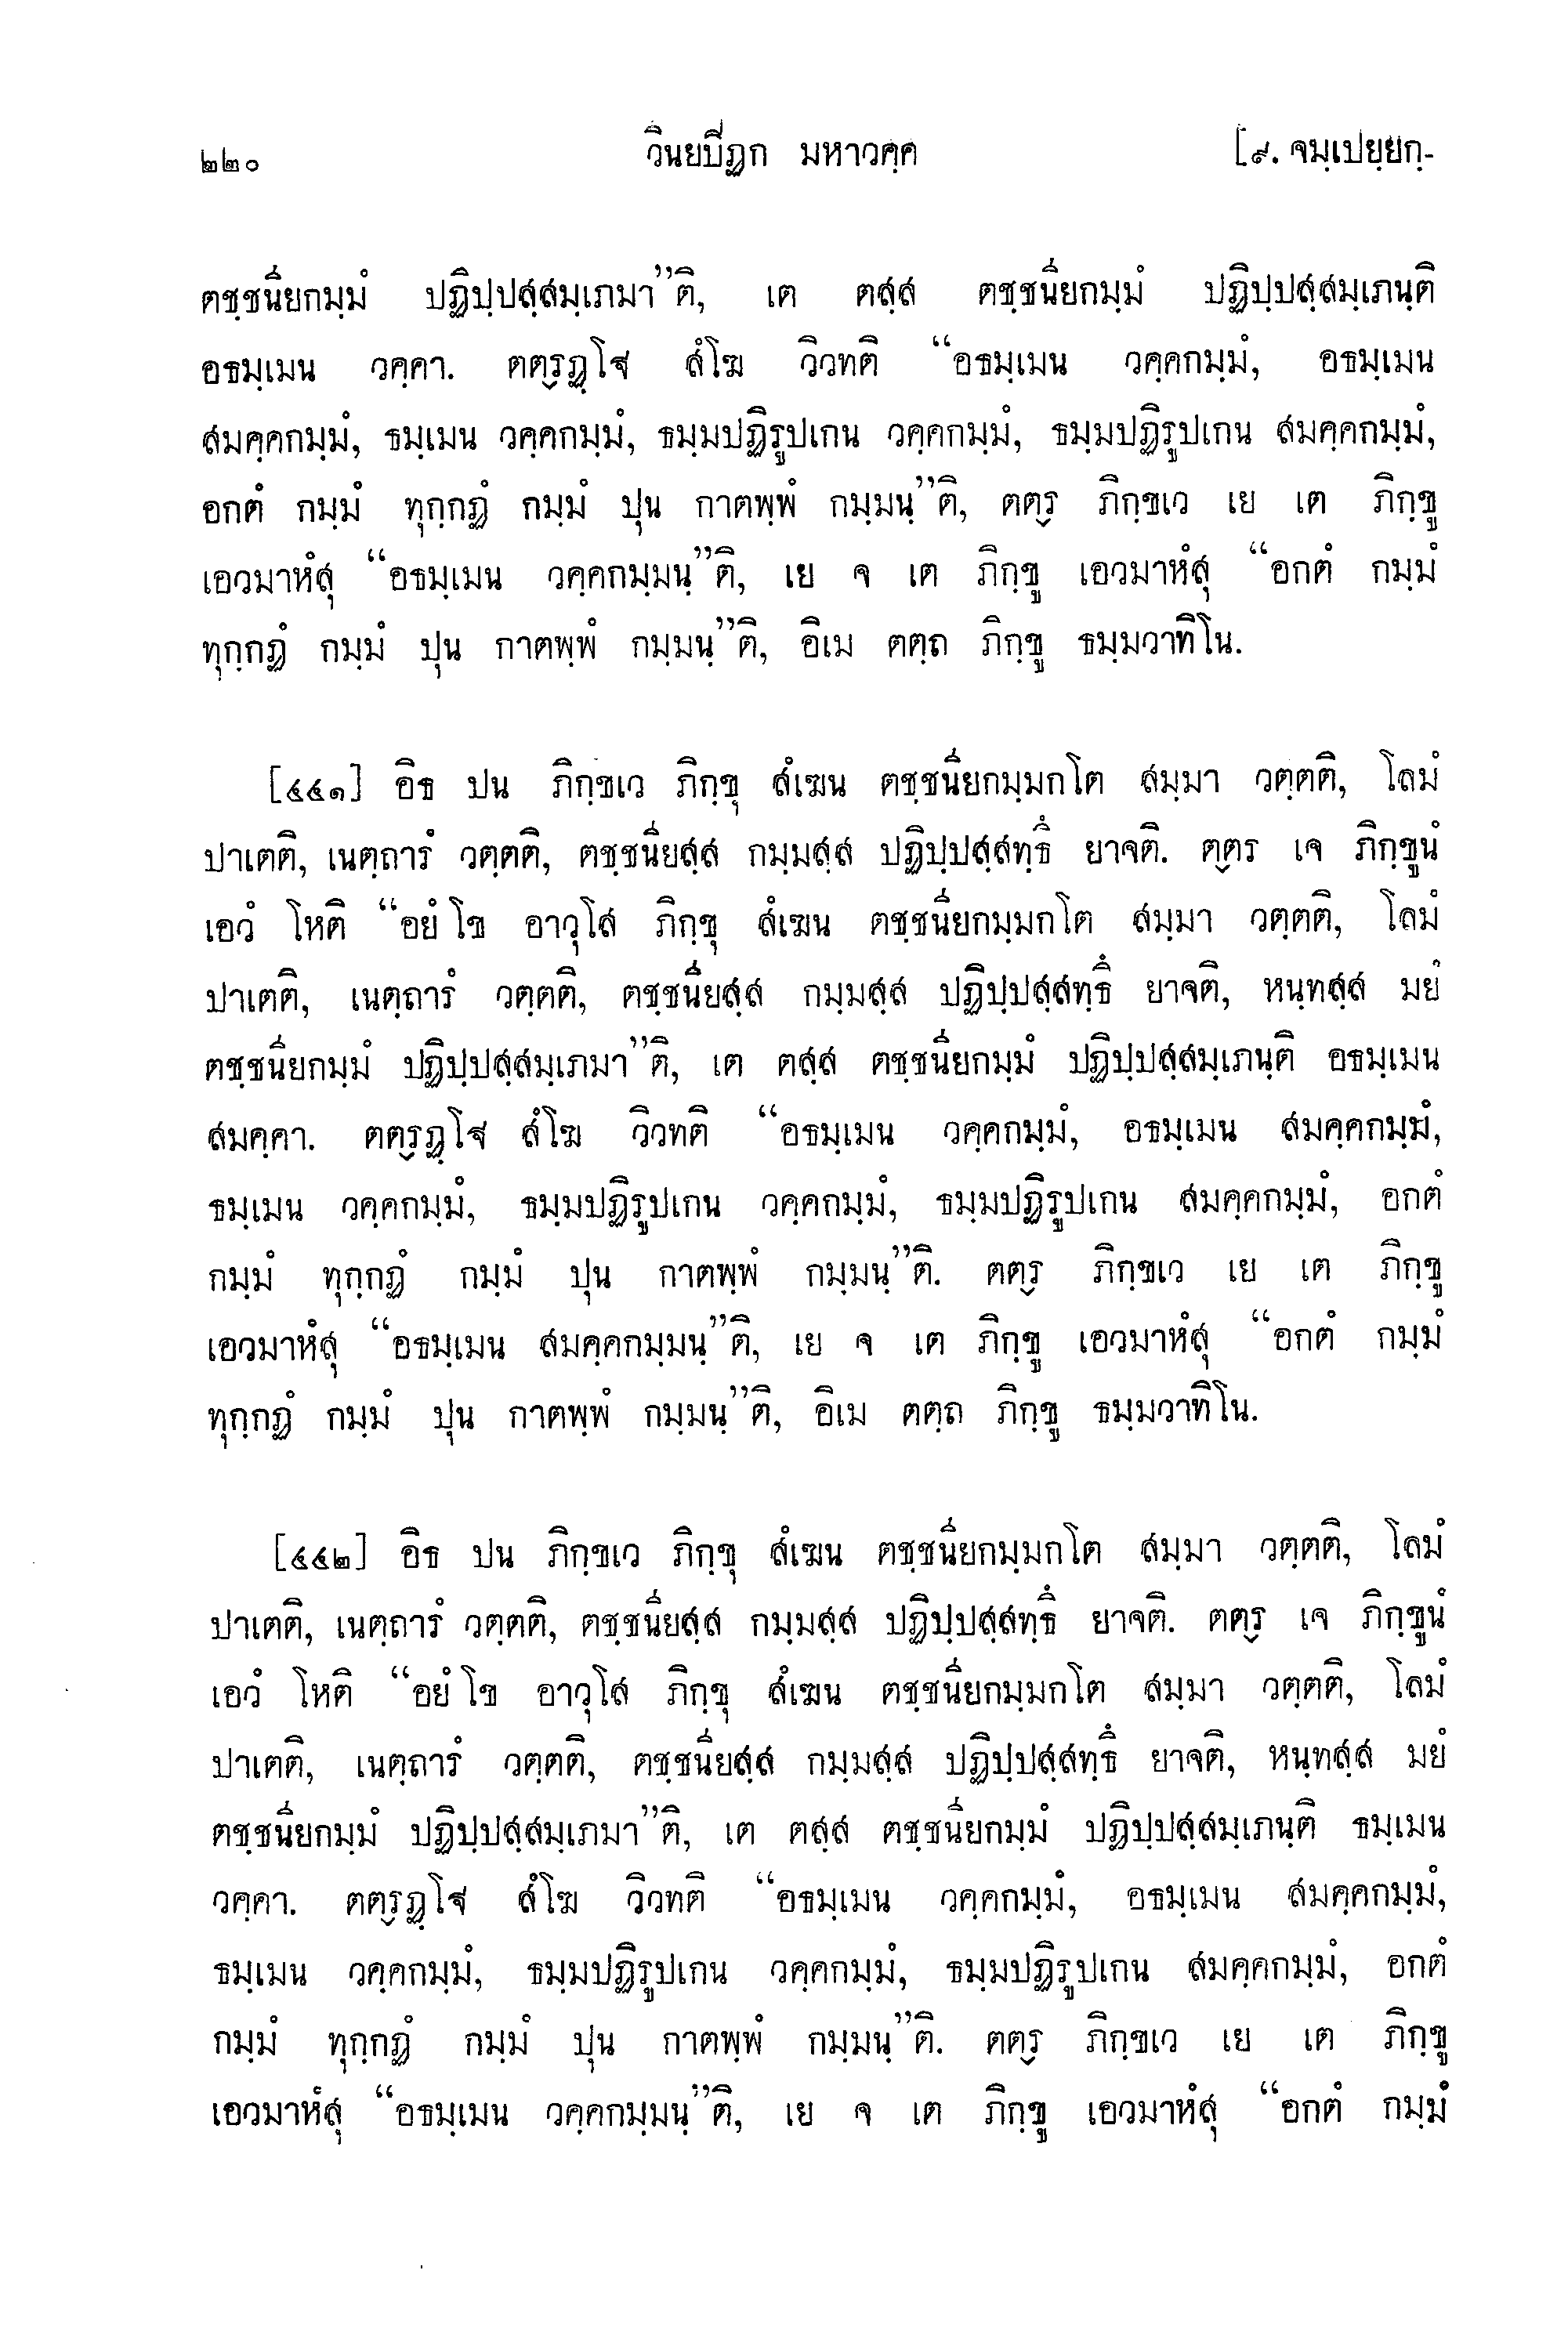 ๒๒๐ วินยปิฏก มหาวคฺค [๙. จมฺเปยฺยกฺ-
ตชฺชนียกมฺมํ ปฏิปฺปสฺสมฺเภมา”ติ, เต ตสฺส ตชฺชนียกมฺมํ ปฏิปฺปสฺสมฺเภนฺติ
อธมฺเมน วคฺคา. ตตฺรฏฺโฐ สํโฆ วิวทติ “อธมฺเมน วคฺคกมฺมํ, อธมฺเมน
สมคฺคกมฺมํ, ธมฺเมน วคฺคกมฺมํ, ธมฺมปฏิรูปเกน วคฺคกมฺมํ, ธมฺมปฏิรูปเกน สมคฺคกมฺมํ,
อกตํ กมฺมํ ทุกฺกฏํ กมฺมํ ปุน กาตพฺพํ กมฺมนฺ”ติ, ตตฺร ภิกฺขเว เย เต ภิกฺขู
เอวมาหํสุ “อธมฺเมน วคฺคกมฺมนฺ”ติ, เย จ เต ภิกฺขู เอวมาหํสุ “อกตํ กมฺมํ
ทุกฺกฏํ กมฺมํ ปุน กาตพฺพํ กมฺมนฺ”ติ, อิเม ตตฺถ ภิกฺขู ธมฺมวาทิโน.
[๔๔๑] อิธ ปน ภิกฺขเว ภิกฺขุ สํเฆน ตชฺชนียกมฺมกโต สมฺมา วตฺตติ, โลมํ
ปาเตติ, เนตฺถารํ วตฺตติ, ตชฺชนียสฺส กมฺมสฺส ปฏิปฺปสฺสทฺธึ ยาจติ. ตตฺร เจ ภิกฺขูนํ
เอวํ โหติ “อยํ โข อาวุโส ภิกฺขุ สํเฆน ตชฺชนียกมฺมกโต สมฺมา วตฺตติ, โลมํ
ปาเตติ, เนตฺถารํ วตฺตติ, ตชฺชนียสฺส กมฺมสฺส ปฏิปฺปสฺสทฺธึ ยาจติ, หนฺทสฺส มยํ
ตชฺชนียกมฺมํ ปฏิปฺปสฺสมฺเภมา”ติ, เต ตสฺส ตชฺชนียกมฺมํ ปฏิปฺปสฺสมฺเภนฺติ อธมฺเมน
สมคฺคา. ตตฺรฏฺโฐ สํโฆ วิวทติ “อธมฺเมน วคฺคกมฺมํ, อธมฺเมน สมคฺคกมฺมํ,
ธมฺเมน วคฺคกมฺมํ, ธมฺมปฏิรูปเกน วคฺคกมฺมํ, ธมฺมปฏิรูปเกน สมคฺคกมฺมํ, อกตํ
กมฺมํ ทุกฺกฏํ กมฺมํ ปุน กาตพฺพํ กมฺมนฺ”ติ. ตตฺร ภิกฺขเว เย เต ภิกฺขู
เอวมาหํสุ “อธมฺเมน สมคฺคกมฺมนฺ”ติ, เย จ เต ภิกฺขู เอวมาหํสุ “อกตํ กมฺมํ
ทุกฺกฏํ กมฺมํ ปุน กาตพฺพํ กมฺมนฺ”ติ, อิเม ตตฺถ ภิกฺขู ธมฺมวาทิโน.
[๔๔๒] อิธ ปน ภิกฺขเว ภิกฺขุ สํเฆน ตชฺชนียกมฺมกโต สมฺมา วตฺตติ, โลมํ
ปาเตติ, เนตฺถารํ วตฺตติ, ตชฺชนียสฺส กมฺมสฺส ปฏิปฺปสฺสทฺธึ ยาจติ. ตตฺร เจ ภิกฺขูนํ
เอวํ โหติ “อยํ โข อาวุโส ภิกฺขุ สํเฆน ตชฺชนียกมฺมกโต สมฺมา วตฺตติ, โลมํ
ปาเตติ, เนตฺถารํ วตฺตติ, ตชฺชนียสฺส กมฺมสฺส ปฏิปฺปสฺสทฺธึ ยาจติ, หนฺทสฺส มยํ
ตชฺชนียกมฺมํ ปฏิปฺปสฺสมฺเภมา”ติ, เต ตสฺส ตชฺชนียกมฺมํ ปฏิปฺปสฺสมฺเภนฺติ ธมฺเมน
วคฺคา. ตตฺรฏฺโฐ สํโฆ วิวทติ “อธมฺเมน วคฺคกมฺมํ, อธมฺเมน สมคฺคกมฺมํ,
ธมฺเมน วคฺคกมฺมํ, ธมฺมปฏิรูปเกน วคฺคกมฺมํ, ธมฺมปฏิรูปเกน สมคฺคกมฺมํ, อกตํ
กมฺมํ ทุกฺกฏํ กมฺมํ ปุน กาตพฺพํ กมฺมนฺ”ติ. ตตฺร ภิกฺขเว เย เต ภิกฺขู
เอวมาหํสุ “อธมฺเมน วคฺคกมฺมนฺ”ติ, เย จ เต ภิกฺขู เอวมาหํสุ “อกตํ กมฺมํ